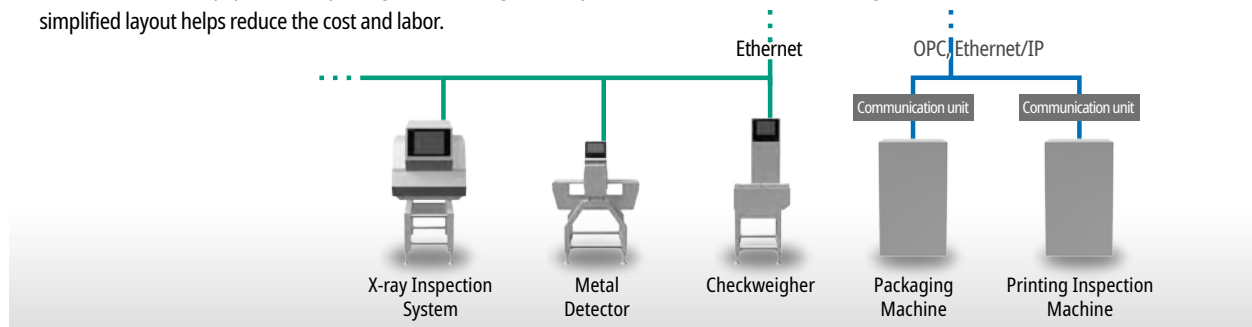 simplified layout helps reduce the cost and labor.
Ethernet
OPC, Ethernet/IP
Communication unit
Communication unit
X-ray Inspection
System
Metal
Detector
Checkweigher
Packaging
Machine
Printing Inspection
Machine